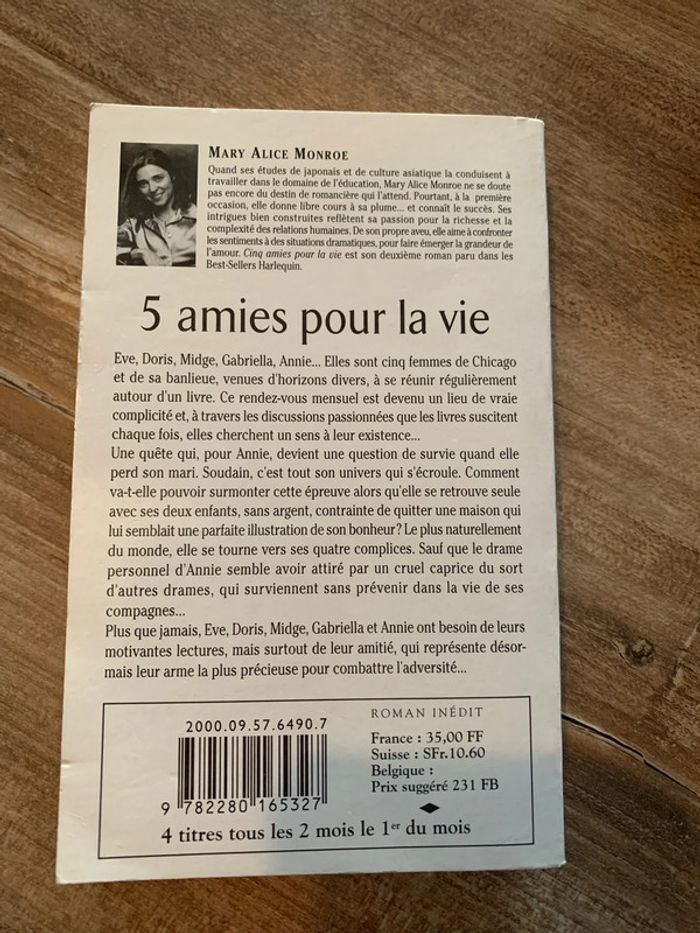 MARY ALICE MONROE
Quand ses études de japonais et de culture asiatique la conduisent à
travailler dans le domaine de l'éducation, Mary Alice Monroe ne se doute
pas encore du destin de romancière qui l'attend. Pourtant, à la première
occasion, elle donne libre cours à sa plume... et connaît le succès. Ses
intrigues bien construites reflètent sa passion pour la richesse et la
complexité des relations humaines. De son propre aveu, elle aime à confronter
les sentiments à des situations dramatiques, pour faire émerger la grandeur de
l'amour. Cinq amies pour la vie est son deuxième roman paru dans les
Best-Sellers Harlequin.
5 amies pour la vie
Eve, Doris, Midge, Gabriella, Annie... Elles sont cinq femmes de Chicago
et de sa banlieue, venues d'horizons divers, à se réunir régulièrement
autour d'un livre. Ce rendez-vous mensuel est devenu un lieu de vraie
complicité et, à travers les discussions passionnées que les livres suscitent
chaque fois, elles cherchent un sens à leur existence...
Une quête qui, pour Annie, devient une question de survie quand elle
perd son mari. Soudain, c'est tout son univers qui s'écroule. Comment
va-t-elle pouvoir surmonter cette épreuve alors qu'elle se retrouve seule
avec ses deux enfants, sans argent, contrainte de quitter une maison qui
lui semblait une parfaite illustration de son bonheur? Le plus naturellement
du monde, elle se tourne vers ses quatre complices. Sauf que le drame
personnel d'Annie semble avoir attiré par un cruel caprice du sort
d'autres drames, qui surviennent sans prévenir dans la vie de ses
compagnes...
Plus que jamais, Eve, Doris, Midge, Gabriella et Annie ont besoin de leurs
motivantes lectures, mais surtout de leur amitié, qui représente désor-
mais leur arme la plus précieuse pour combattre l'adversité...
2000.09.57.6490.7
9 782280 165327
ROMAN INÉDIT
France : 35,00 FF
Suisse : SFr.10.60
Belgique :
Prix suggéré 231 FB
4 titres tous les 2 mois le 1er du mois